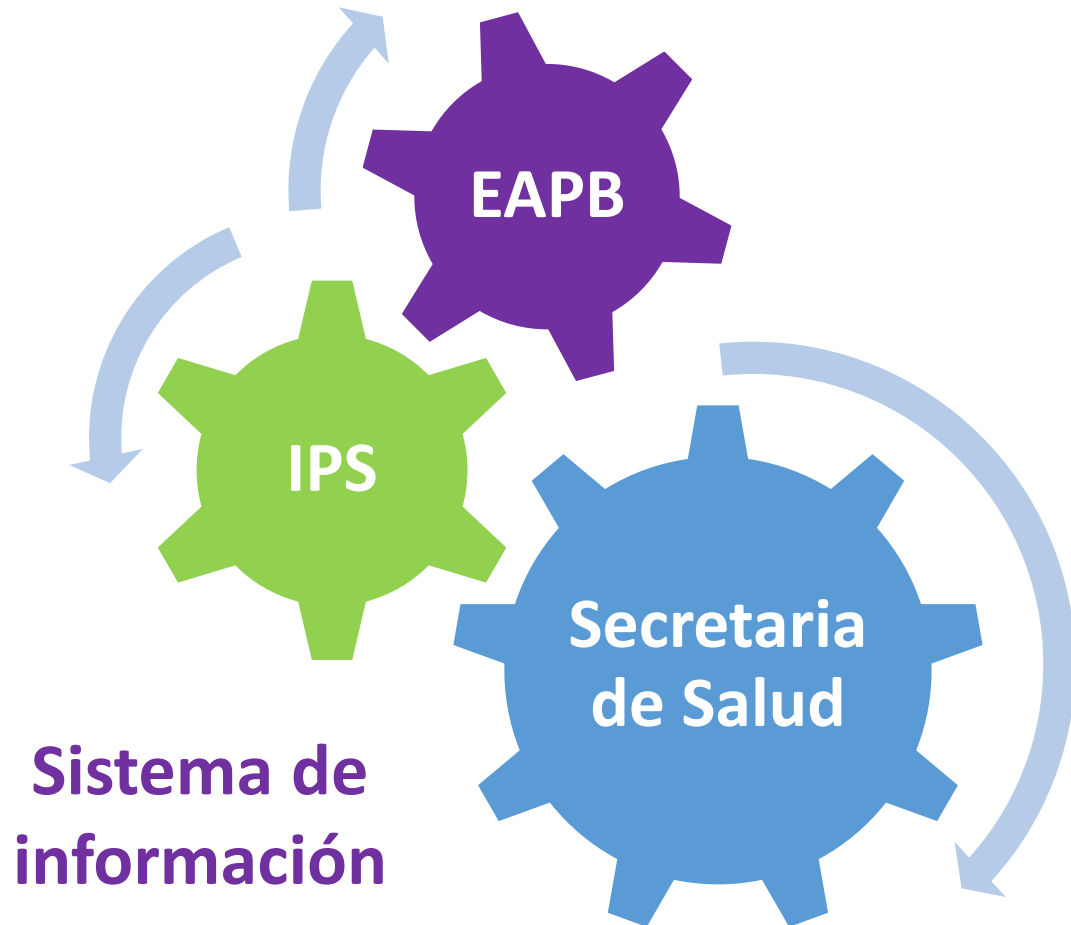 EAPB
IPS
Secretaria
de Salud
Sistema de
información